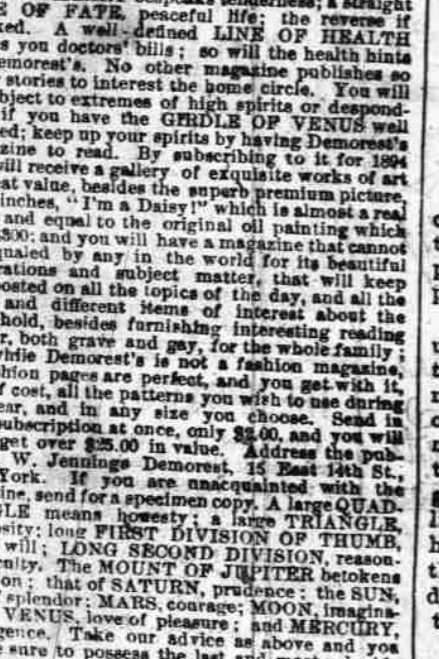 bespeaks tenderness; a straight
E OF FATE, peaceful life; the reverse if
ked. A well-defined LINE OF HEALTH
s you doctors' bills; so will the health hints
emorest's. No other magazine publishes so
stories to interest the home circle. You will
bject to extremes of high spirits or despond-
if you have the GIRDLE OF VENUS well
ed; keep up your spirits by having Demorest's
zine to read. By subscribing to it for 1894
will receive a gallery of exquisite works of art
eat value, besides the superb premium picture,
inches, "I'm a Daisy!" which is almost a real
and equal to the original oil painting which
$300; and you will have a magazine that cannot
qualed by any in the world for its beautiful
rations and subject matter, that will keep
posted on all the topics of the day, and all the
and different items of interest about the
hold, besides furnishing interesting reading
r, both grave and gay, for the whole family;
while Demorest's is not a fashion magazine,
shion pages are perfect, and you get with it,
f cost, all the patterns you wish to use during
ear, and in any size you choose. Send in
subscription at once, only $2.00, and you will
get over $25.00 in value. Address the pub-
W. Jennings Demorest, 15 East 14th St.,
York. If you are unacquainted with the
ine, send for a specimen copy. A large QUAD-
GLE means honesty; a large TRIANGLE,
osity; long FIRST DIVISION OF THUMB,
will; LONG SECOND DIVISION, reason-
culty. The MOUNT OF JUPITER betokens
on; that of SATURN, prudence; the SUN,
splendor; MARS, courage; MOON, imagina-
VENUS, love of pleasure; and MERCURY,
gence. Take our advice as above and you
e sure to possess the last and most